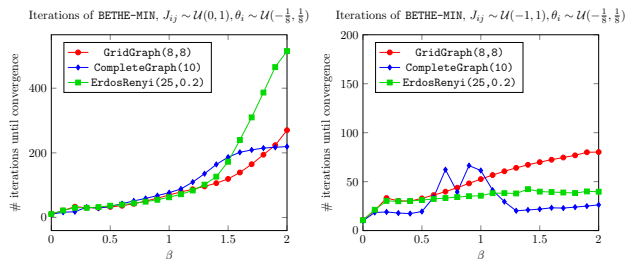 Iterations of BETHE-MIN, J_ij ∼ U(0, 1), θ_i ∼ U(−1/8, 1/8)
# iterations until convergence
GridGraph(8,8)
CompleteGraph(10)
ErdosRenyi(25,0.2)
400
200
0
0
0.5
1
1.5
2
β
Iterations of BETHE-MIN, J_ij ∼ U(−1, 1), θ_i ∼ U(−1/8, 1/8)
# iterations until convergence
GridGraph(8,8)
CompleteGraph(10)
ErdosRenyi(25,0.2)
200
150
100
50
0
0
0.5
1
1.5
2
β